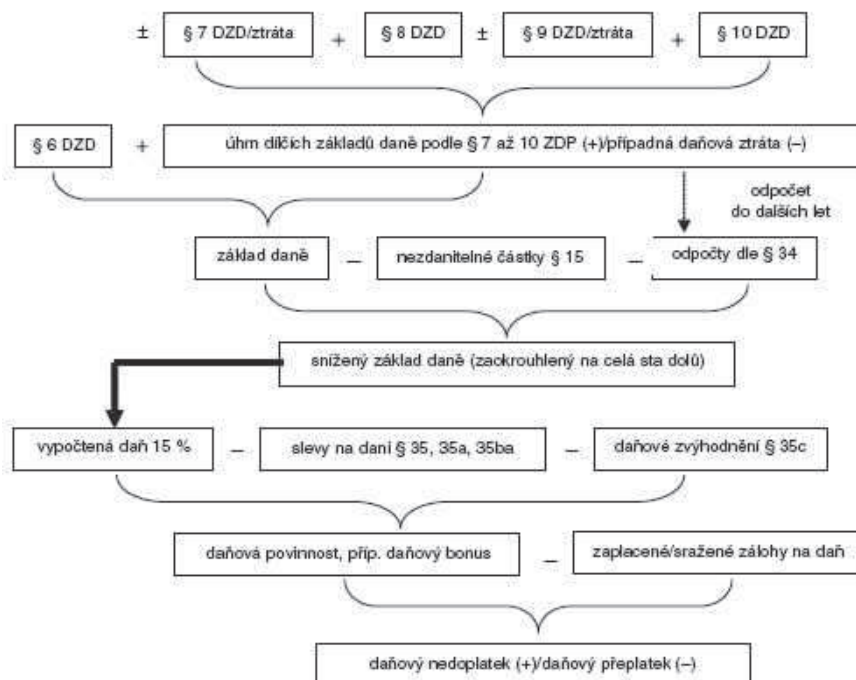 ± § 7 DZD/ztráta + § 8 DZD ± § 9 DZD/ztráta + § 10 DZD
§ 6 DZD + úhrn dílčích základů daně podle § 7 až 10 ZDP (+)/případná daňová ztráta (–)
odpočet
do dalších let
základ daně – nezdanitelné částky § 15 – odpočty dle § 34
snížený základ daně (zaokrouhlený na celá sta dolů)
vypočtená daň 15 % – slevy na dani § 35, 35a, 35ba – daňové zvýhodnění § 35c
daňová povinnost, příp. daňový bonus – zaplacené/sražené zálohy na daň
daňový nedoplatek (+)/daňový přeplatek (–)